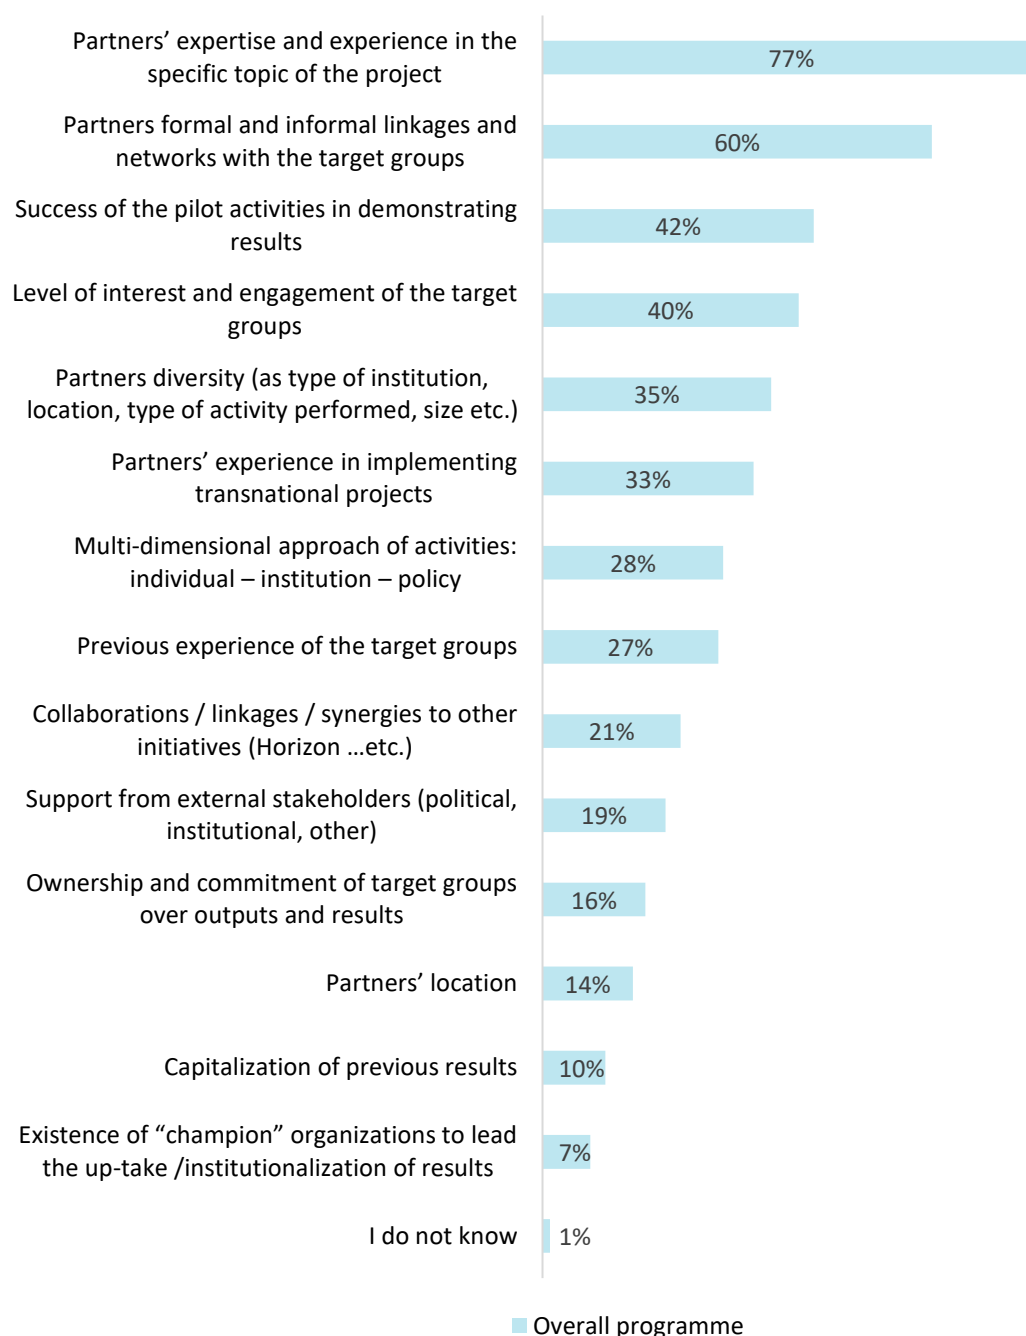 Partners’ expertise and experience in the
specific topic of the project
77%
Partners formal and informal linkages and
networks with the target groups
60%
Success of the pilot activities in demonstrating
results
42%
Level of interest and engagement of the target
groups
40%
Partners diversity (as type of institution,
location, type of activity performed, size etc.)
35%
Partners’ experience in implementing
transnational projects
33%
Multi-dimensional approach of activities:
individual – institution – policy
28%
Previous experience of the target groups
27%
Collaborations / linkages / synergies to other
initiatives (Horizon …etc.)
21%
Support from external stakeholders (political,
institutional, other)
19%
Ownership and commitment of target groups
over outputs and results
16%
Partners’ location
14%
Capitalization of previous results
10%
Existence of “champion” organizations to lead
the up-take /institutionalization of results
7%
I do not know
1%
Overall programme